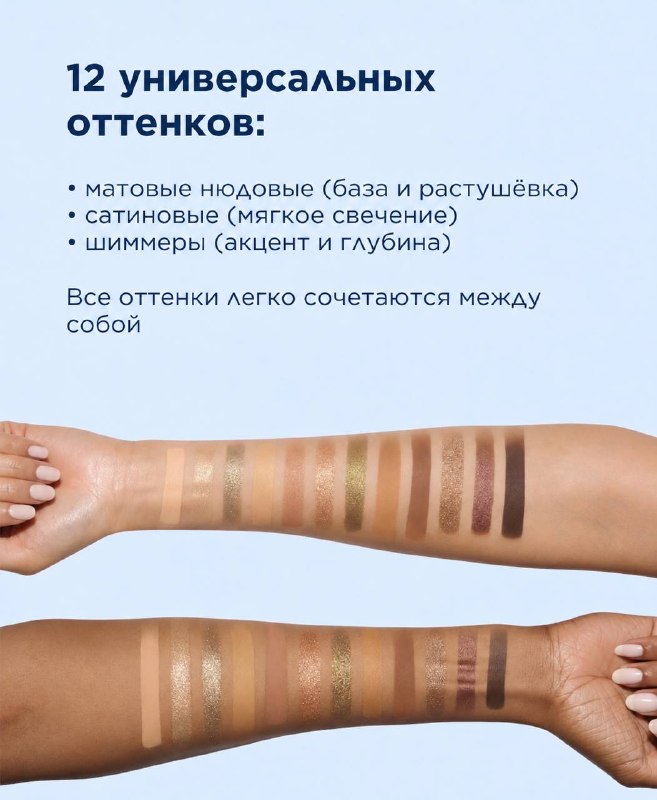 12 универсальных
оттенков:
• матовые нюдовые (база и растушёвка)
• сатиновые (мягкое свечение)
• шиммеры (акцент и глубина)
Все оттенки легко сочетаются между
собой